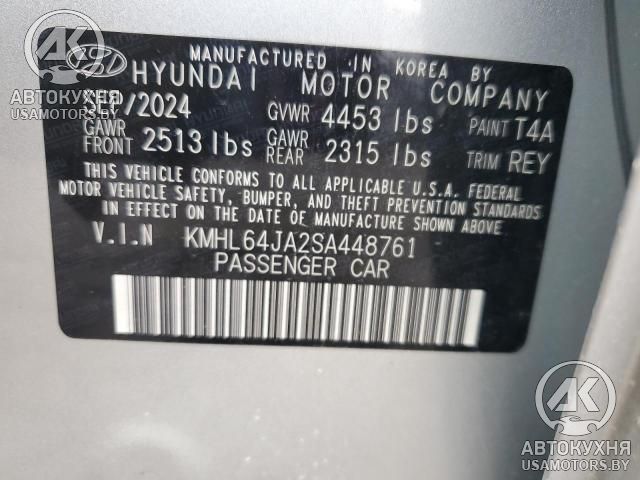 MANUFACTURED IN KOREA BY
HYUNDAI MOTOR COMPANY
/2024 GVWR 4453 lbs PAINT T4A
GAWR FRONT 2513 lbs GAWR REAR 2315 lbs TRIM REY
THIS VEHICLE CONFORMS TO ALL APPLICABLE U.S.A. FEDERAL
MOTOR VEHICLE SAFETY, BUMPER, AND THEFT PREVENTION STANDARDS
IN EFFECT ON THE DATE OF MANUFACTURE SHOWN ABOVE.
V.I.N KMHL64JA2SA448761
PASSENGER CAR
АК
АВТОКУХНЯ
USAMOTORS.BY
АК
АВТОКУХНЯ
USAMOTORS.BY